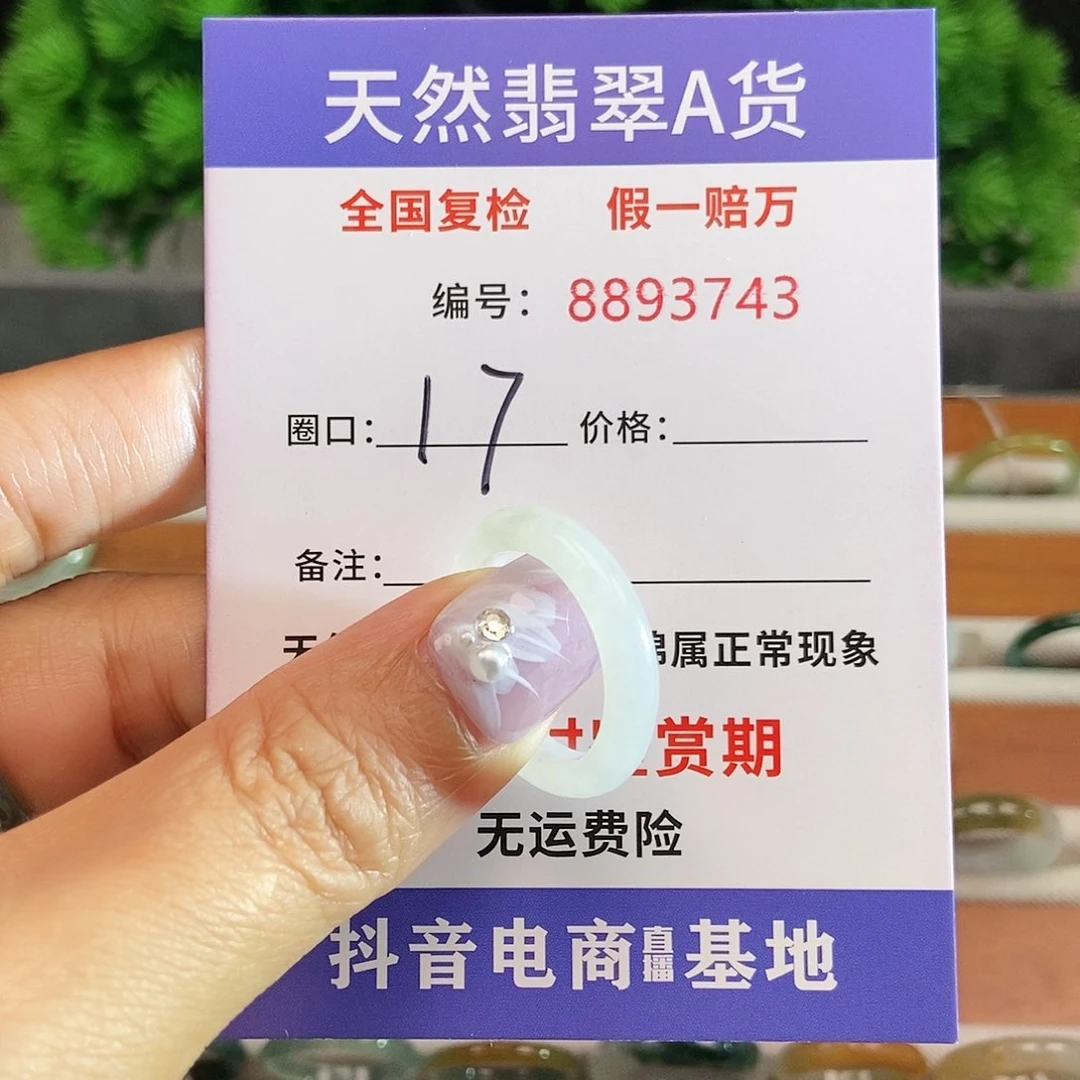 天然翡翠A货
全国复检 假一赔万
编号：8893743
圈口：17 价格：
备注：
属正常现象
赏期
无运费险
抖音电商直播基地